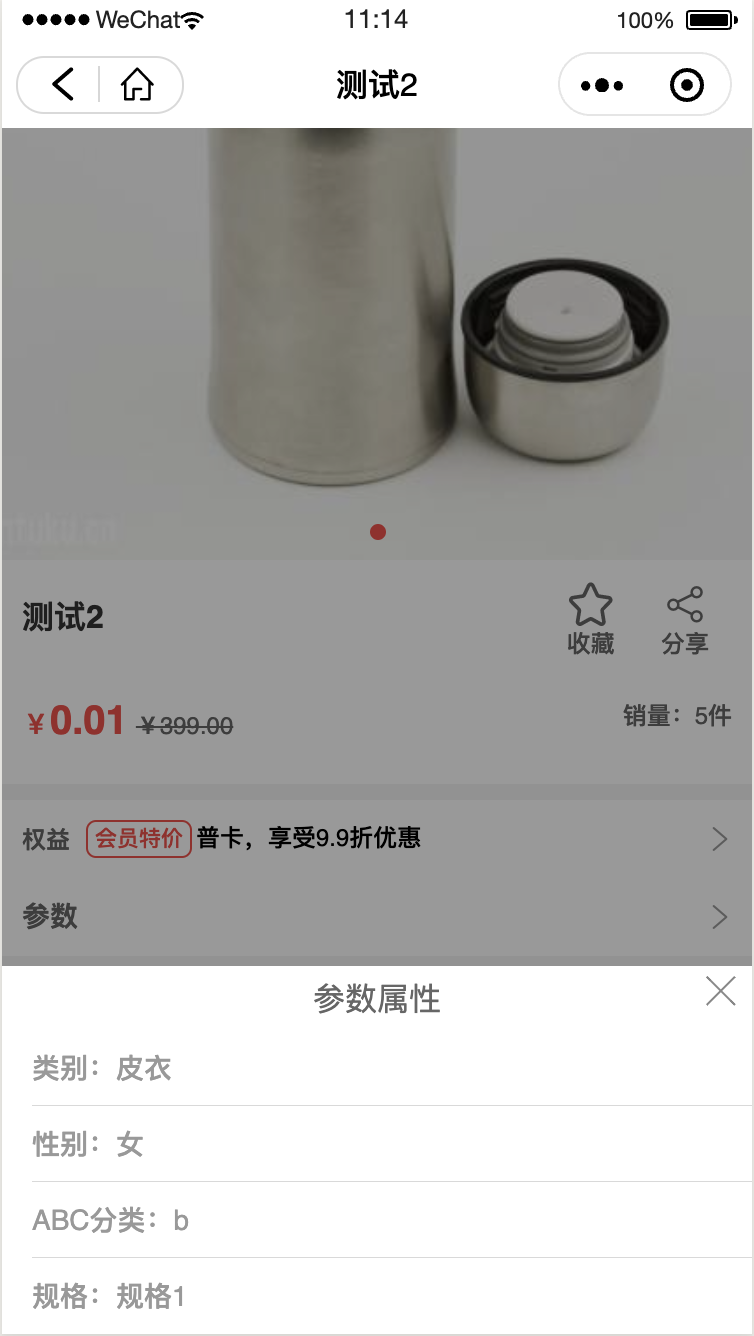 WeChat 11:14 100%
测试2
ntuku.cn
测试2
收藏 分享
¥0.01 ¥399.00 销量：5件
权益 会员特价 普卡，享受9.9折优惠
参数
参数属性
类别：皮衣
性别：女
ABC分类：b
规格：规格1